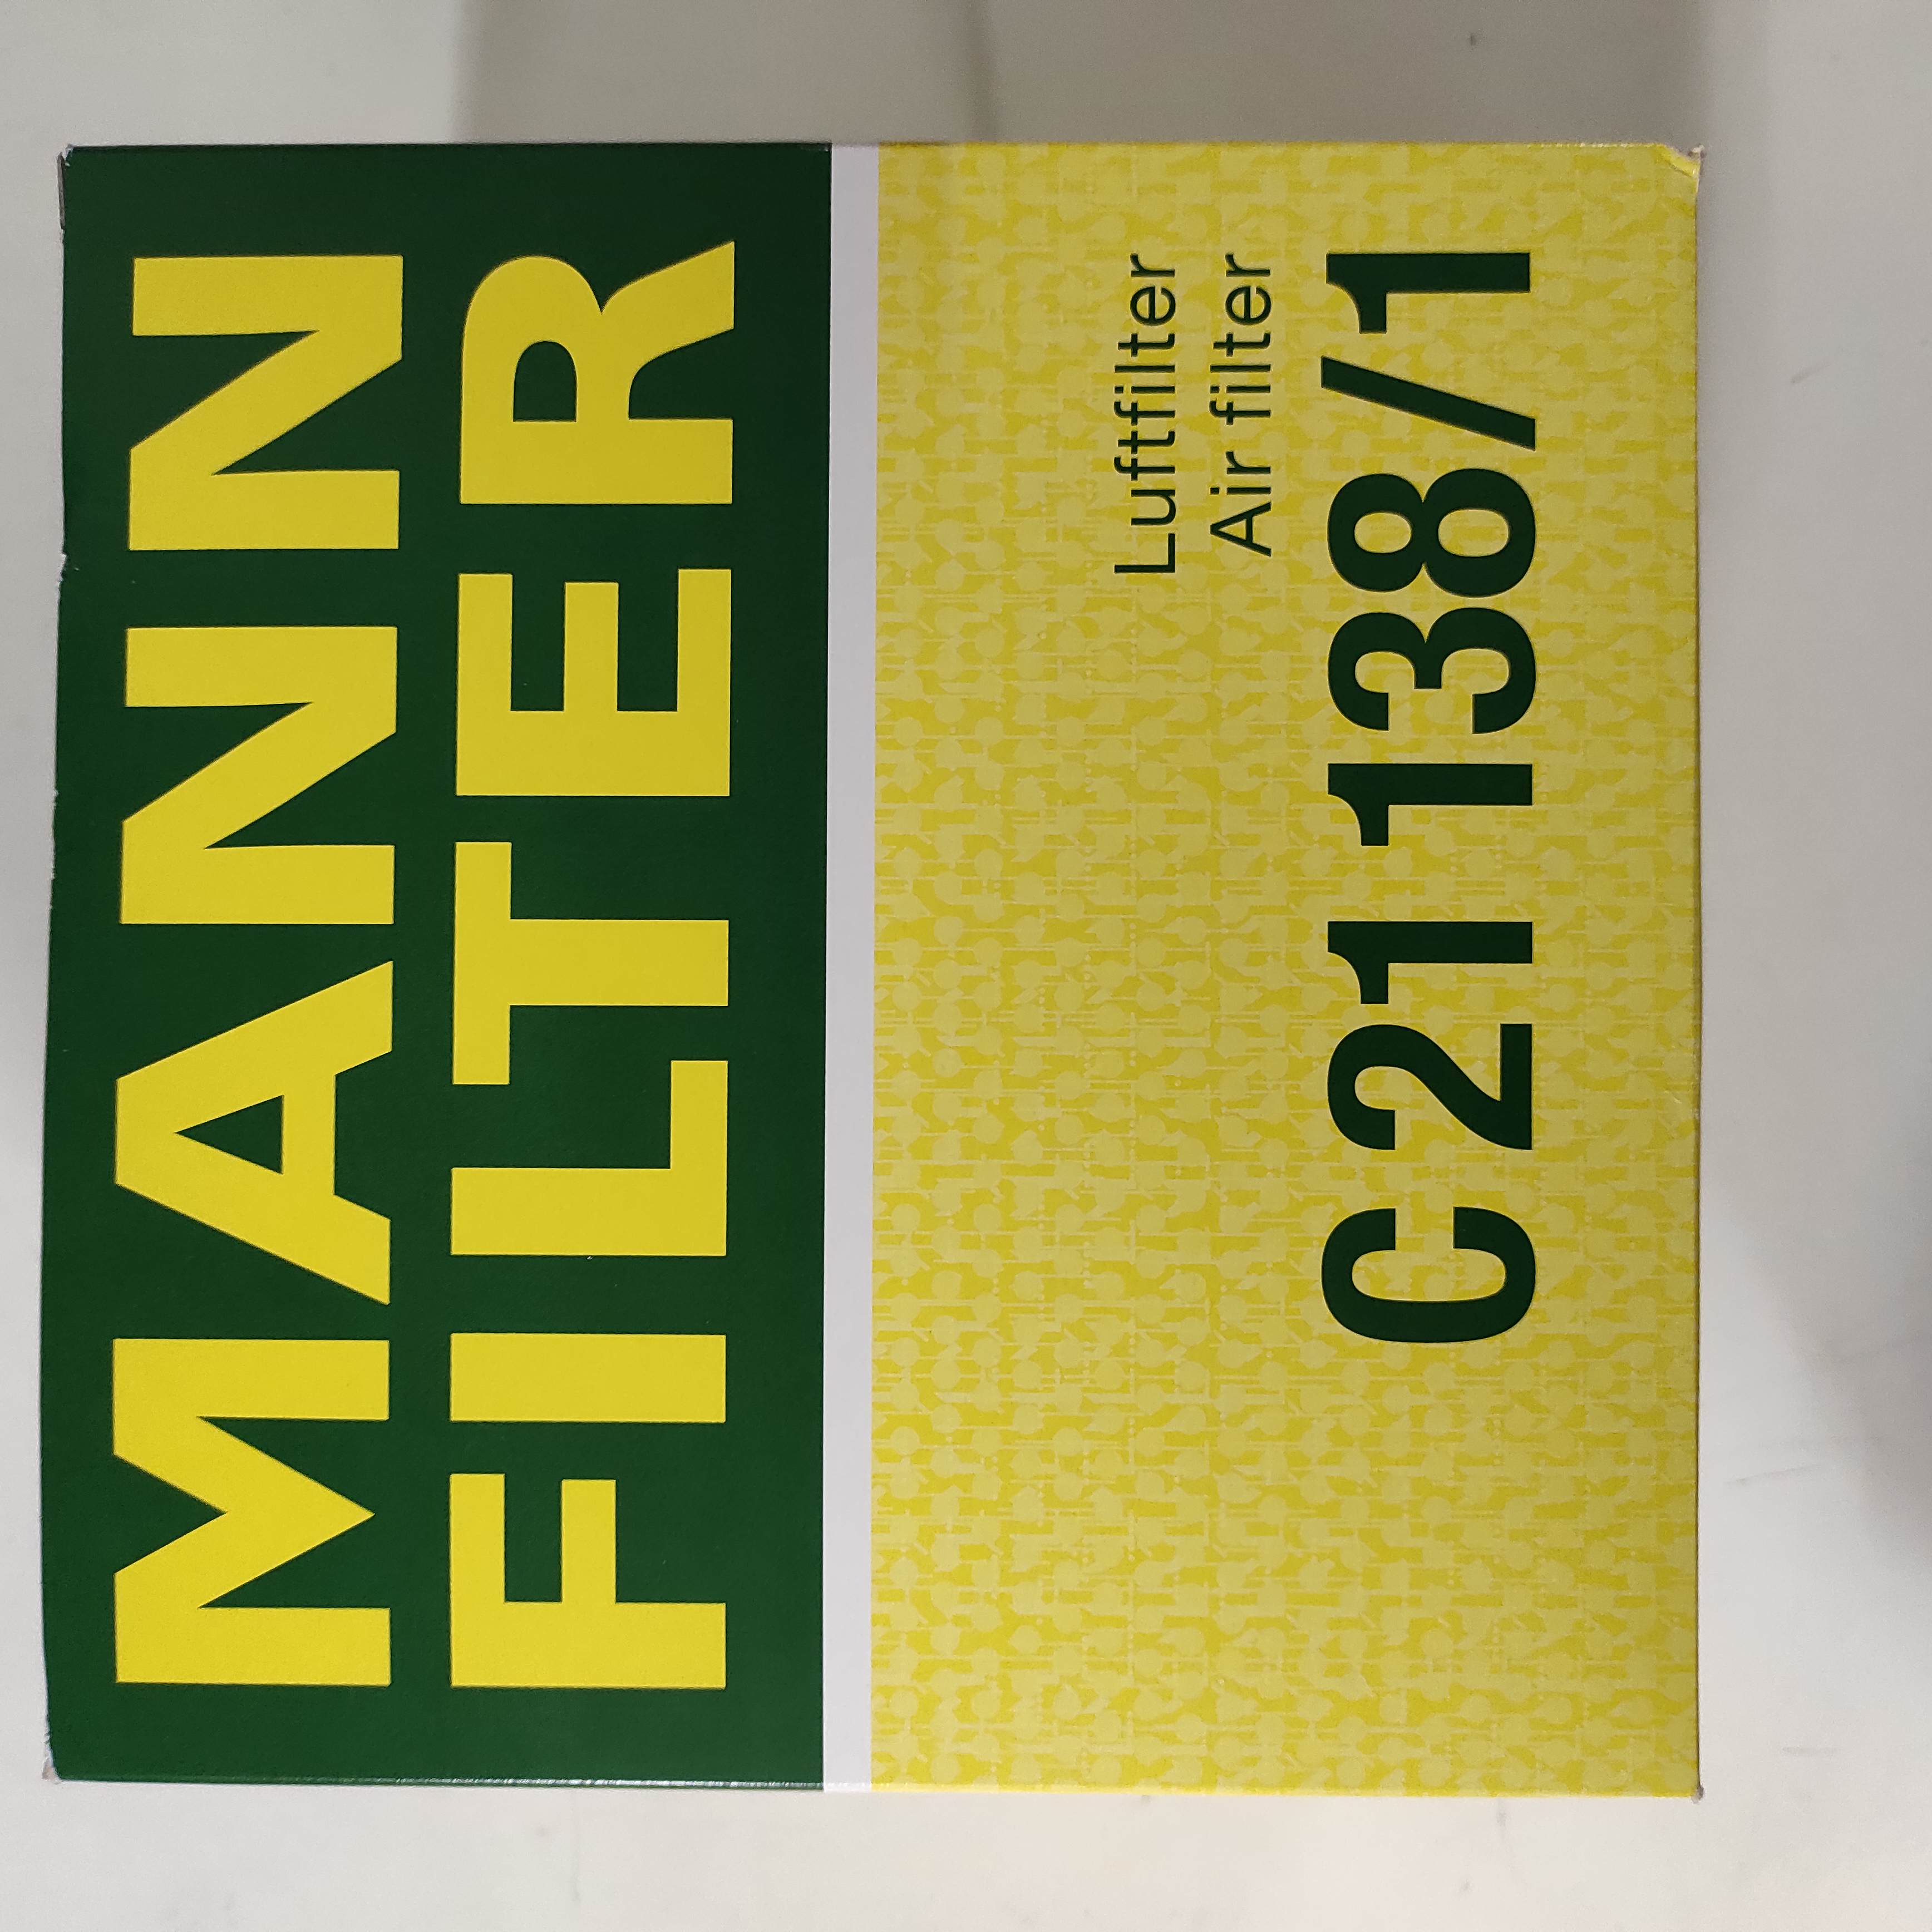 MANN
FILTER
Luftfilter
Air filter
C 21 138/1